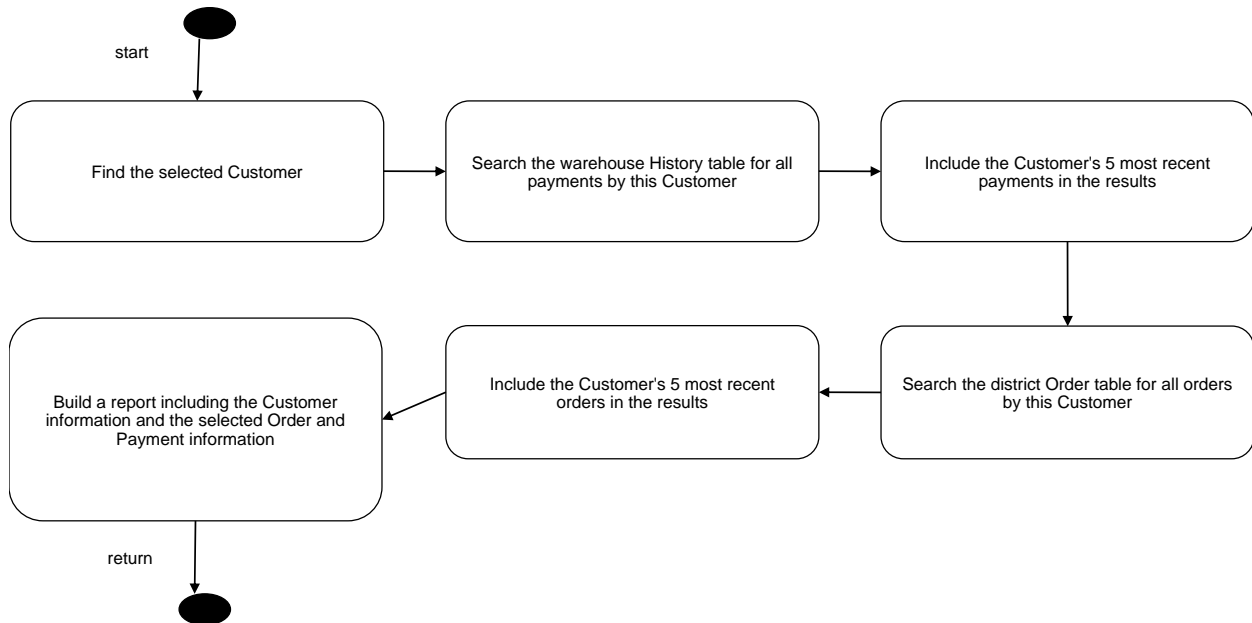 start
Find the selected Customer
Search the warehouse History table for all
payments by this Customer
Include the Customer's 5 most recent
payments in the results
Search the district Order table for all orders
by this Customer
Include the Customer's 5 most recent
orders in the results
Build a report including the Customer
information and the selected Order and
Payment information
return